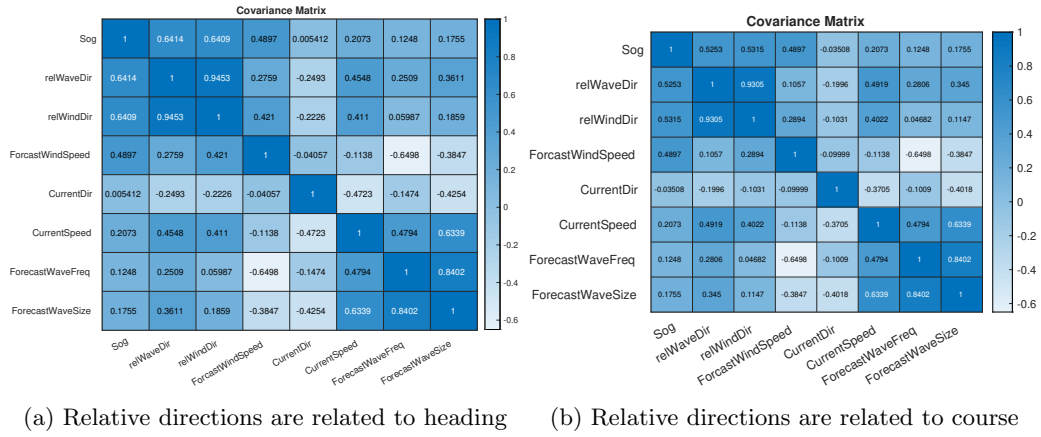 Covariance Matrix
Sog 1 0.6414 0.6409 0.4897 0.005412 0.2073 0.1248 0.1755
relWaveDir 0.6414 1 0.9453 0.2759 -0.2493 0.4548 0.2509 0.3611
relWindDir 0.6409 0.9453 1 0.421 -0.2226 0.411 0.05987 0.1859
ForcastWindSpeed 0.4897 0.2759 0.421 1 -0.04057 -0.1138 -0.6498 -0.3847
CurrentDir 0.005412 -0.2493 -0.2226 -0.04057 1 -0.4723 -0.1474 -0.4254
CurrentSpeed 0.2073 0.4548 0.411 -0.1138 -0.4723 1 0.4794 0.6339
ForecastWaveFreq 0.1248 0.2509 0.05987 -0.6498 -0.1474 0.4794 1 0.8402
ForecastWaveSize 0.1755 0.3611 0.1859 -0.3847 -0.4254 0.6339 0.8402 1
Sog relWaveDir relWindDir ForcastWindSpeed CurrentDir CurrentSpeed ForecastWaveFreq ForecastWaveSize
1
0.8
0.6
0.4
0.2
0
-0.2
-0.4
-0.6
(a) Relative directions are related to heading
Covariance Matrix
Sog 1 0.5253 0.5315 0.4897 -0.03508 0.2073 0.1248 0.1755
relWaveDir 0.5253 1 0.9305 0.1057 -0.1996 0.4919 0.2806 0.345
relWindDir 0.5315 0.9305 1 0.2894 -0.1031 0.4022 0.04682 0.1147
ForcastWindSpeed 0.4897 0.1057 0.2894 1 -0.09999 -0.1138 -0.6498 -0.3847
CurrentDir -0.03508 -0.1996 -0.1031 -0.09999 1 -0.3705 -0.1009 -0.4018
CurrentSpeed 0.2073 0.4919 0.4022 -0.1138 -0.3705 1 0.4794 0.6339
ForecastWaveFreq 0.1248 0.2806 0.04682 -0.6498 -0.1009 0.4794 1 0.8402
ForecastWaveSize 0.1755 0.345 0.1147 -0.3847 -0.4018 0.6339 0.8402 1
Sog relWaveDir relWindDir ForcastWindSpeed CurrentDir CurrentSpeed ForecastWaveFreq ForecastWaveSize
1
0.8
0.6
0.4
0.2
0
-0.2
-0.4
-0.6
(b) Relative directions are related to course